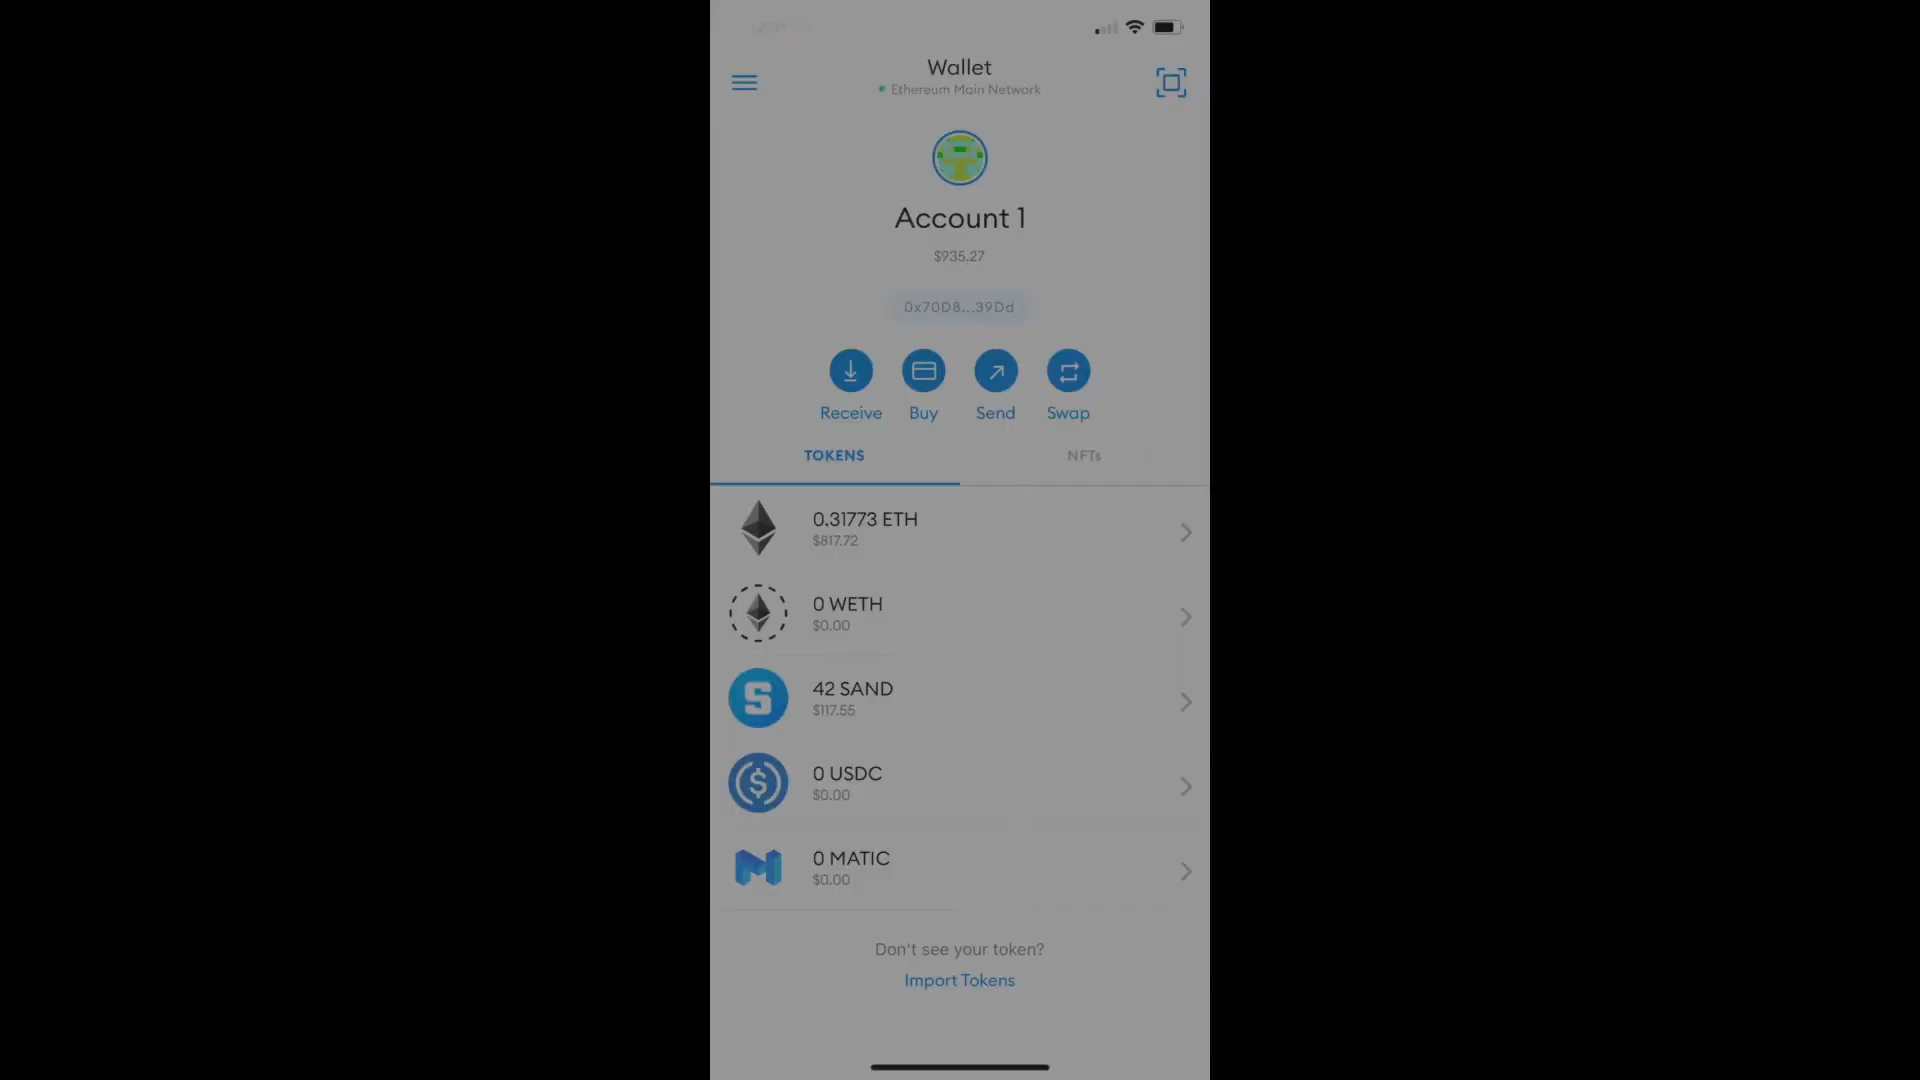 Wallet
Ethereum Main Network
Account 1
$935.27
0x70D8...39Dd
Receive Buy Send Swap
TOKENS NFTs
0.31773 ETH
$817.72
0 WETH
$0.00
42 SAND
$117.55
0 USDC
$0.00
0 MATIC
$0.00
Don't see your token?
Import Tokens